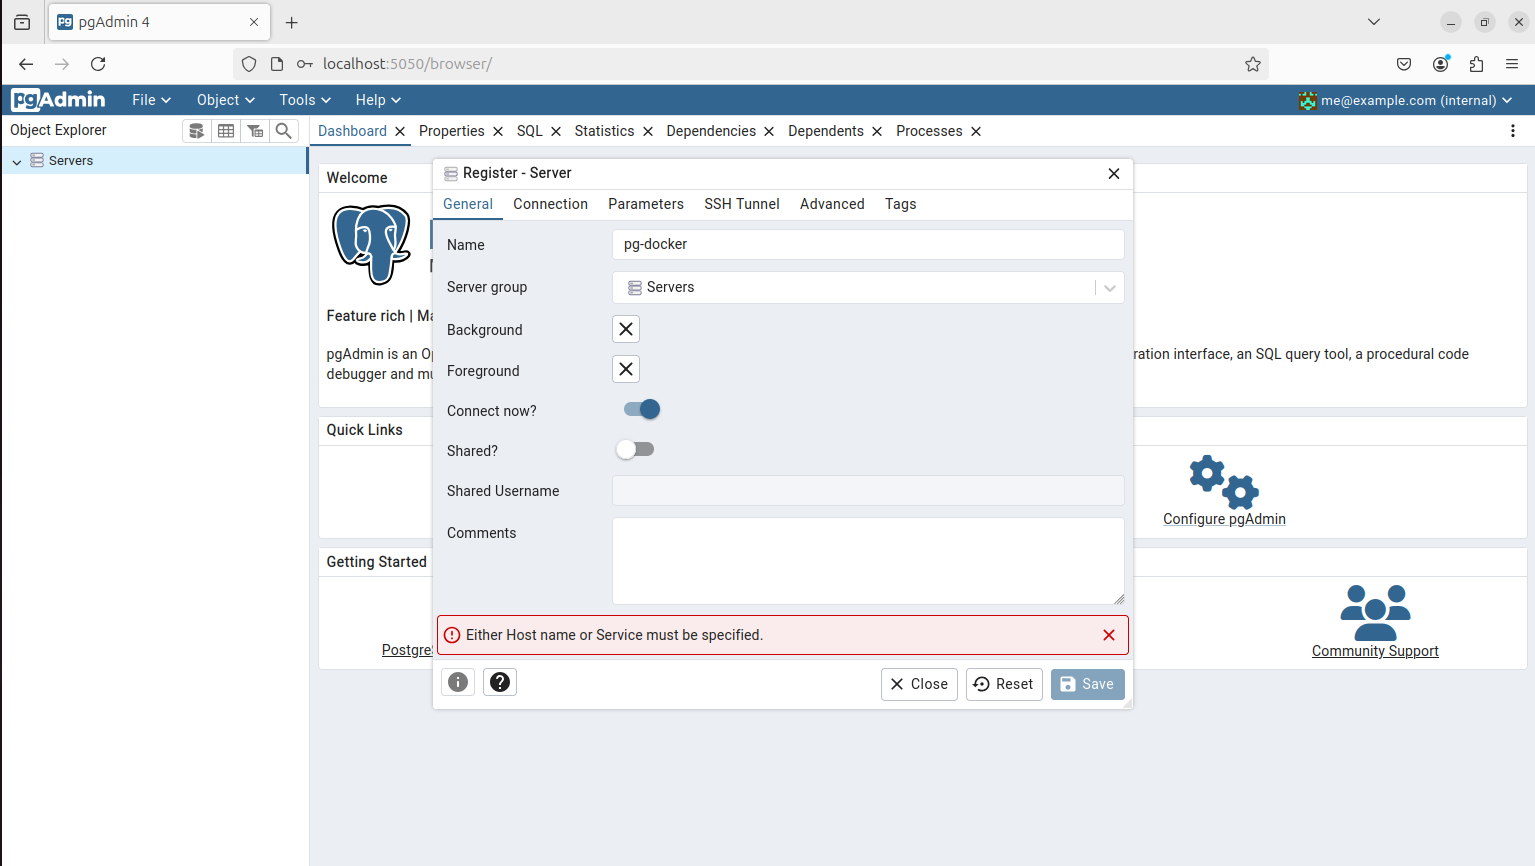 pgAdmin 4
localhost:5050/browser/
pgAdmin File Object Tools Help me@example.com (internal)
Object Explorer
Dashboard Properties SQL Statistics Dependencies Dependents Processes
Servers
Welcome
Register - Server
General Connection Parameters SSH Tunnel Advanced Tags
Name pg-docker
Server group Servers
Feature rich | Ma
Background
pgAdmin is an Op
ration interface, an SQL query tool, a procedural code
debugger and mu
Foreground
Connect now?
Quick Links
Shared?
Shared Username
Configure pgAdmin
Comments
Getting Started
Either Host name or Service must be specified.
Postgre
Community Support
Close Reset Save